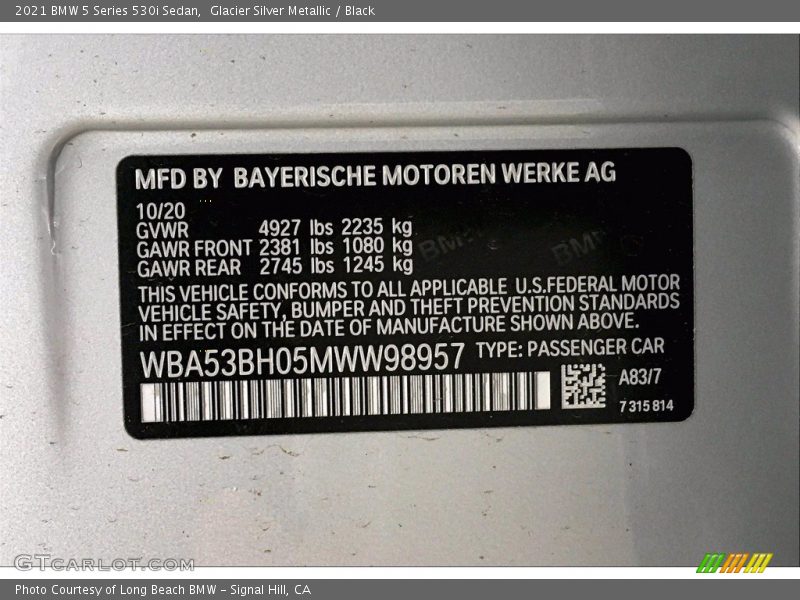 2021 BMW 5 Series 530i Sedan,  Glacier Silver Metallic / Black
MFD BY BAYERISCHE MOTOREN WERKE AG
10/20
GVWR 4927 lbs 2235 kg
GAWR FRONT 2381 lbs 1080 kg
GAWR REAR 2745 lbs 1245 kg
BMW BMW
THIS VEHICLE CONFORMS TO ALL APPLICABLE U.S.FEDERAL MOTOR
VEHICLE SAFETY, BUMPER AND THEFT PREVENTION STANDARDS
IN EFFECT ON THE DATE OF MANUFACTURE SHOWN ABOVE.
WBA53BH05MWW98957 TYPE: PASSENGER CAR
A83/7
7 315 814
GTCARLOT.COM
Photo Courtesy of Long Beach BMW – Signal Hill, CA